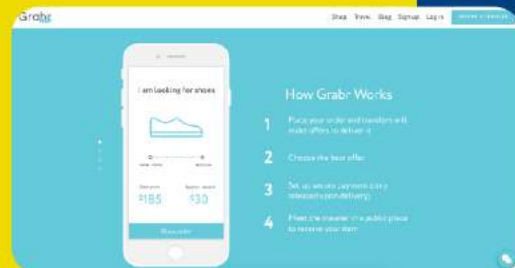 Grabr
Shop Travel Blog Signup Log in
I am looking for shoes
$185 $30
How Grabr Works
1 Place your order and travelers will
make offers to deliver it
2 Choose the best offer
3 Set up secure payment (only
released upon delivery)
4 Meet the traveler in a public place
to receive your item